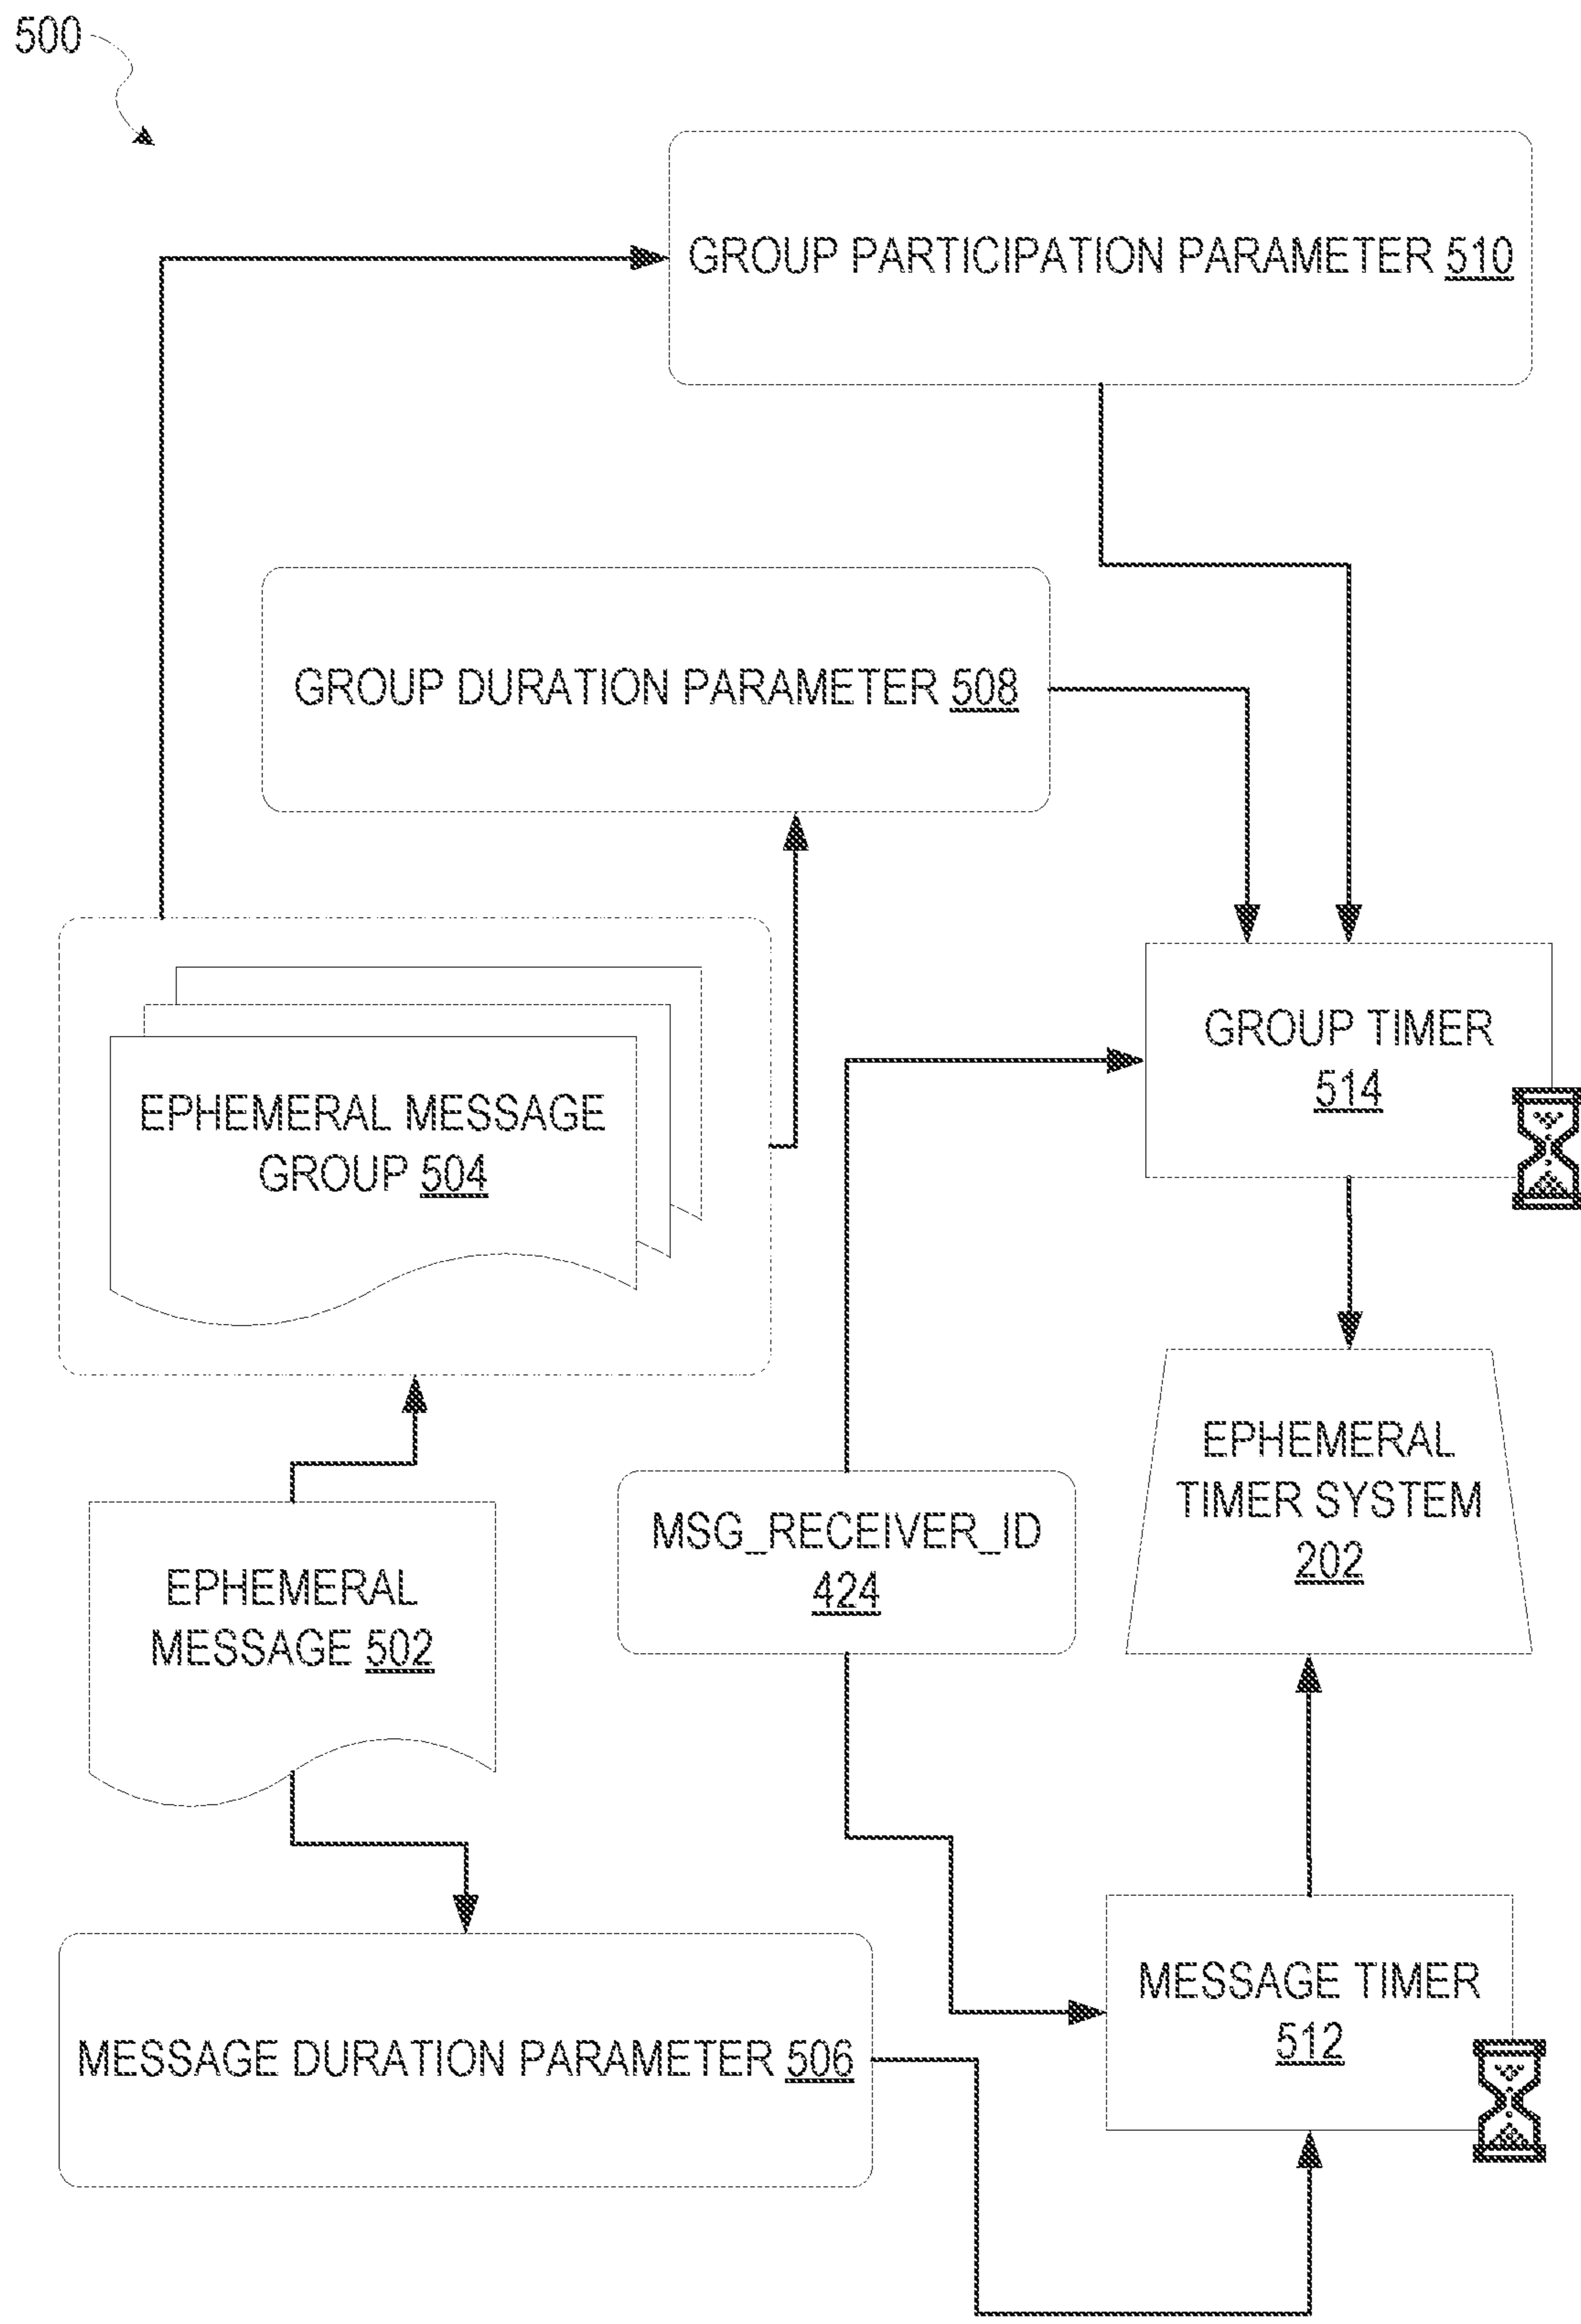 500
GROUP PARTICIPATION PARAMETER 510
GROUP DURATION PARAMETER 508
GROUP TIMER
514
EPHEMERAL MESSAGE
GROUP 504
EPHEMERAL
TIMER SYSTEM
202
MSG_RECEIVER_ID
424
EPHEMERAL
MESSAGE 502
MESSAGE TIMER
512
MESSAGE DURATION PARAMETER 506